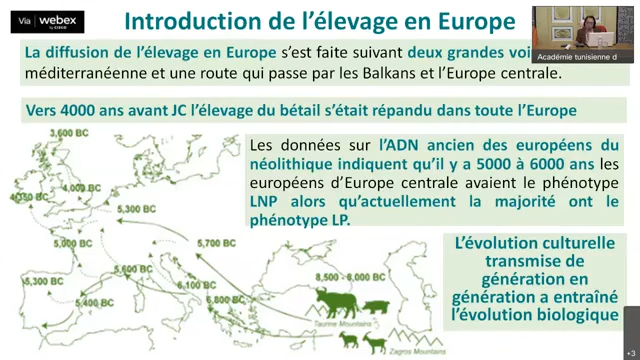 Via webex
BY CISCO
Introduction de l'élevage en Europe
Académie tunisienne d
La diffusion de l'élevage en Europe s'est faite suivant deux grandes
méditerranéenne et une route qui passe par les Balkans et l'Europe centrale.
Vers 4000 ans avant JC l'élevage du bétail s'était répandu dans toute l'Europe
Les données sur l'ADN ancien des européens du
néolithique indiquent qu'il y a 5000 à 6000 ans les
européens d'Europe centrale avaient le phénotype
LNP alors qu'actuellement la majorité ont le
phénotype LP.
L'évolution culturelle
transmise de
génération en
génération a entraîné
l'évolution biologique
3,600 BC
4,000 BC
BC
5,300 BC
5,000 BC
5,700 BC
5,300 BC
5,400 BC
5,600 BC
6,100 BC
6,800 BC
8,500 - 8,000 BC
Taurine Mountains
Zagros Mountains
+3